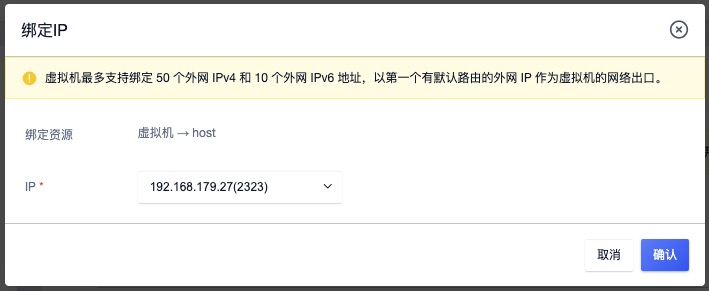 绑定IP
虚拟机最多支持绑定 50 个外网 IPv4 和 10 个外网 IPv6 地址，以第一个有默认路由的外网 IP 作为虚拟机的网络出口。
绑定资源 虚拟机 → host
IP * 192.168.179.27(2323)
取消 确认